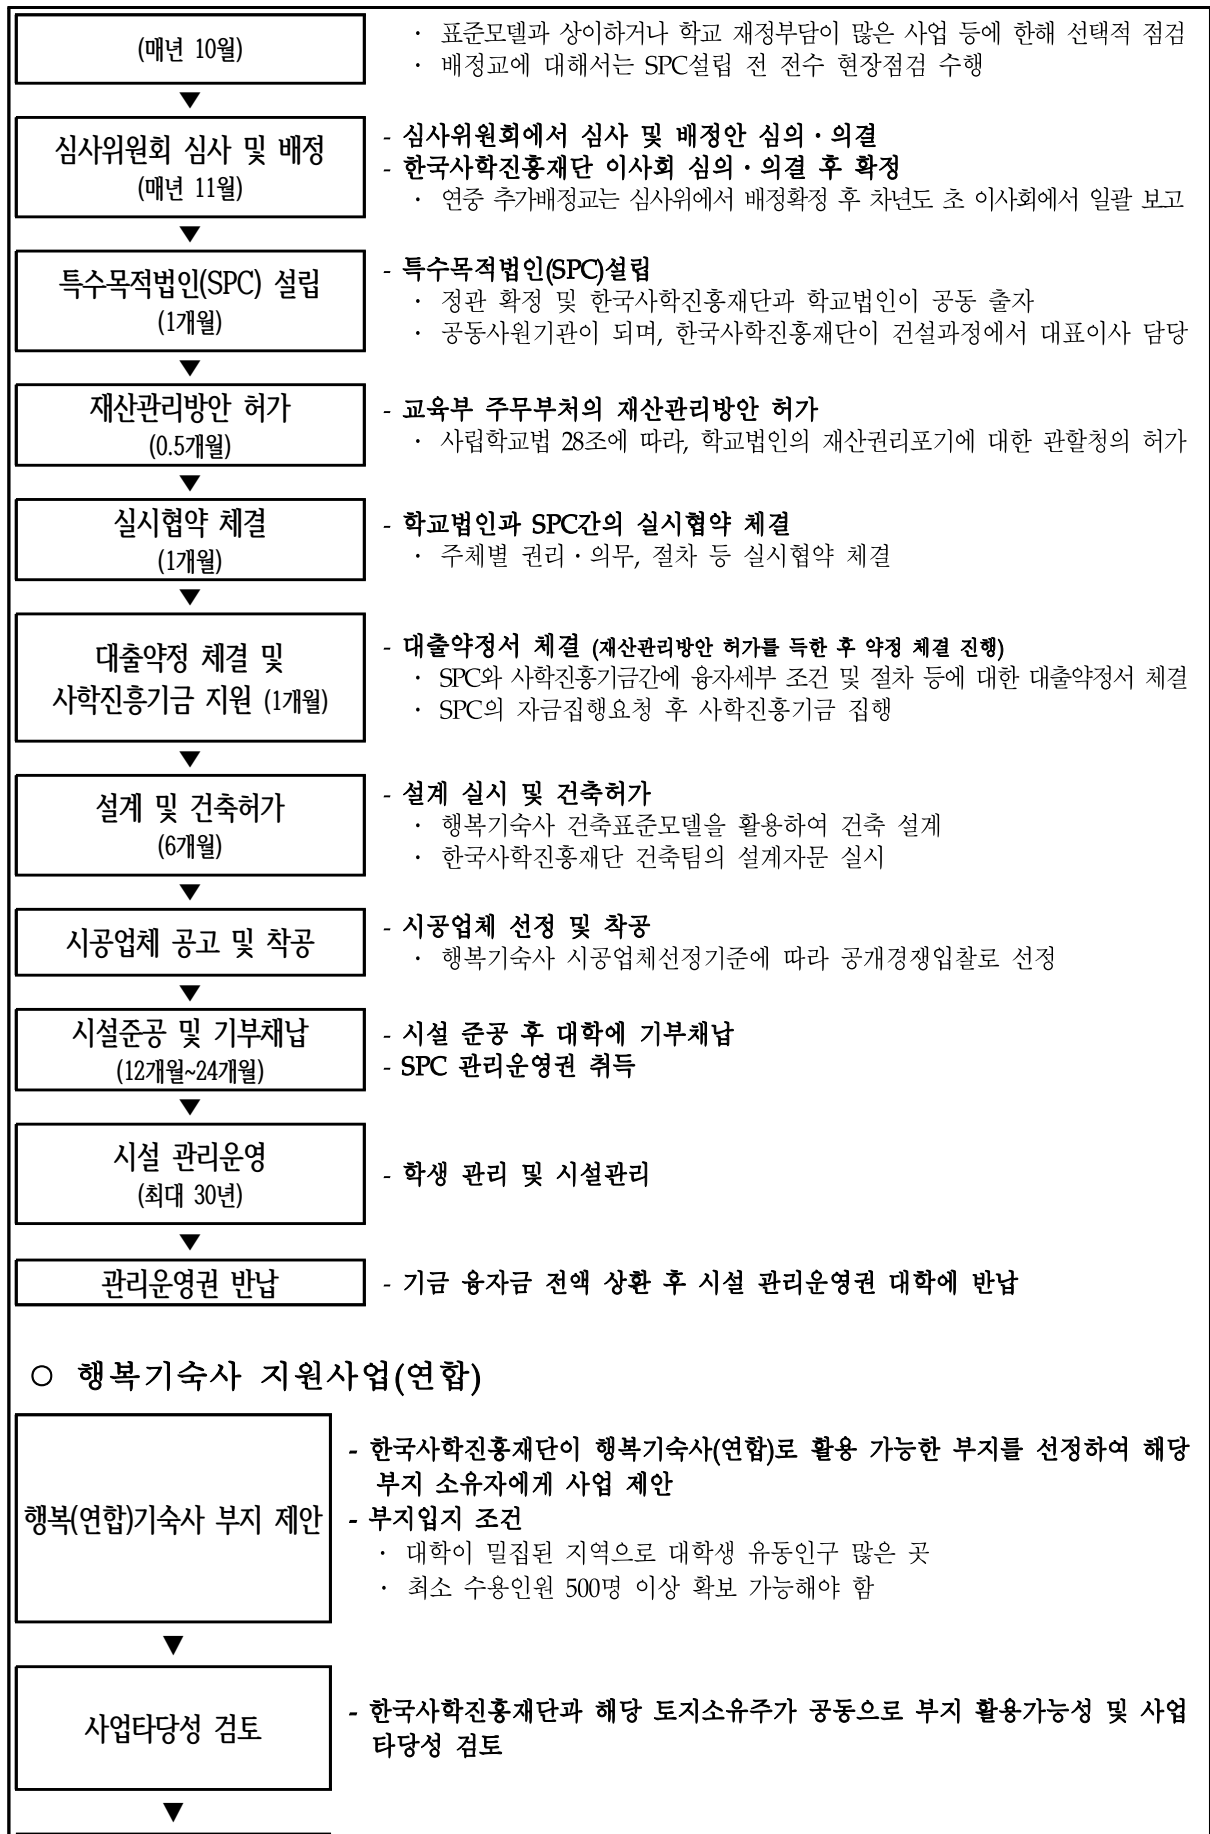 (매년 10월)
· 표준모델과 상이하거나 학교 재정부담이 많은 사업 등에 한해 선택적 점검
· 배정교에 대해서는 SPC설립 전 전수 현장점검 수행
▼
심사위원회 심사 및 배정
(매년 11월)
- 심사위원회에서 심사 및 배정안 심의·의결
- 한국사학진흥재단 이사회 심의·의결 후 확정
· 연중 추가배정교는 심사위에서 배정확정 후 차년도 초 이사회에서 일괄 보고
▼
특수목적법인(SPC) 설립
(1개월)
- 특수목적법인(SPC)설립
· 정관 확정 및 한국사학진흥재단과 학교법인이 공동 출자
· 공동사원기관이 되며, 한국사학진흥재단이 건설과정에서 대표이사 담당
▼
재산관리방안 허가
(0.5개월)
- 교육부 주무부처의 재산관리방안 허가
· 사립학교법 28조에 따라, 학교법인의 재산권리포기에 대한 관할청의 허가
▼
실시협약 체결
(1개월)
- 학교법인과 SPC간의 실시협약 체결
· 주체별 권리·의무, 절차 등 실시협약 체결
▼
대출약정 체결 및
사학진흥기금 지원 (1개월)
- 대출약정서 체결 (재산관리방안 허가를 득한 후 약정 체결 진행)
· SPC와 사학진흥기금간에 융자세부 조건 및 절차 등에 대한 대출약정서 체결
· SPC의 자금집행요청 후 사학진흥기금 집행
▼
설계 및 건축허가
(6개월)
- 설계 실시 및 건축허가
· 행복기숙사 건축표준모델을 활용하여 건축 설계
· 한국사학진흥재단 건축팀의 설계자문 실시
▼
시공업체 공고 및 착공
- 시공업체 선정 및 착공
· 행복기숙사 시공업체선정기준에 따라 공개경쟁입찰로 선정
▼
시설준공 및 기부채납
(12개월~24개월)
- 시설 준공 후 대학에 기부채납
- SPC 관리운영권 취득
▼
시설 관리운영
(최대 30년)
- 학생 관리 및 시설관리
▼
관리운영권 반납
- 기금 융자금 전액 상환 후 시설 관리운영권 대학에 반납
○ 행복기숙사 지원사업(연합)
행복(연합)기숙사 부지 제안
- 한국사학진흥재단이 행복기숙사(연합)로 활용 가능한 부지를 선정하여 해당
부지 소유자에게 사업 제안
- 부지입지 조건
· 대학이 밀집된 지역으로 대학생 유동인구 많은 곳
· 최소 수용인원 500명 이상 확보 가능해야 함
▼
사업타당성 검토
- 한국사학진흥재단과 해당 토지소유주가 공동으로 부지 활용가능성 및 사업
타당성 검토
▼